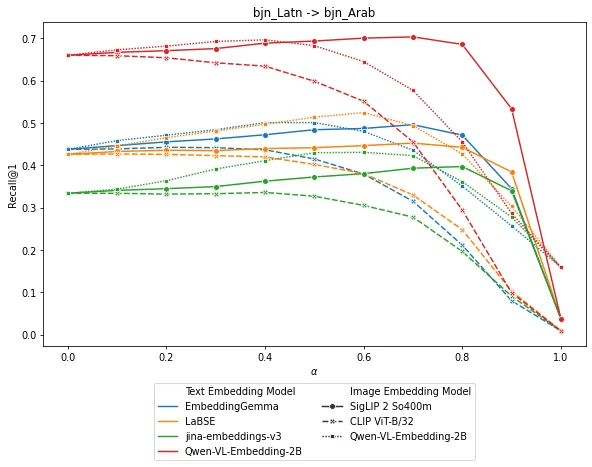 bjn_Latn -> bjn_Arab
Recall@1
0.7
0.6
0.5
0.4
0.3
0.2
0.1
0.0
0.0 0.2 0.4 0.6 0.8 1.0
α
Text Embedding Model Image Embedding Model
EmbeddingGemma SigLIP 2 So400m
LaBSE CLIP ViT-B/32
jina-embeddings-v3 Qwen-VL-Embedding-2B
Qwen-VL-Embedding-2B